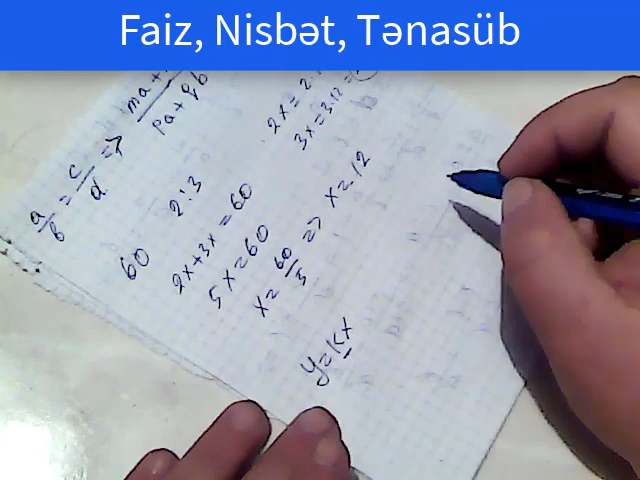 Faiz, Nisbət, Tənasüb
a/b = c/d => ma+
pa+qb
60 2:3
2x+3x=60
5x=60
x=60/5 => x=12
2x=2.1
3x=3.12=
y=kx